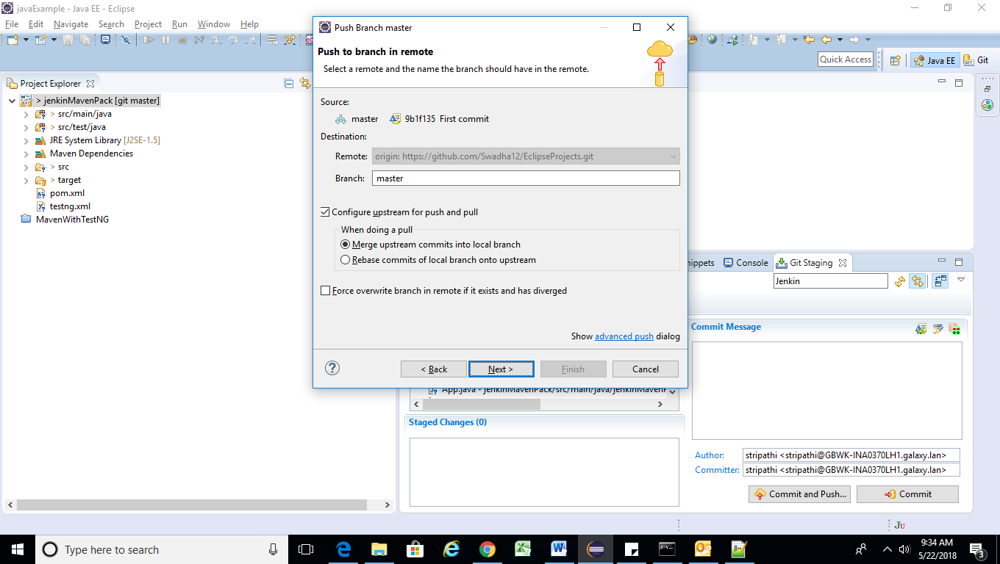 javaExample - Java EE - Eclipse
File Edit Navigate Search Project Run Window Help
Quick Access
Java EE
Git
Project Explorer
> jenkinMavenPack [git master]
> src/main/java
> src/test/java
JRE System Library [J2SE-1.5]
Maven Dependencies
> src
> target
pom.xml
testng.xml
MavenWithTestNG
Push Branch master
Push to branch in remote
Select a remote and the name the branch should have in the remote.
Source:
master 9b1f135 First commit
Destination:
Remote: origin: https://github.com/Swadha12/EclipseProjects.git
Branch: master
Configure upstream for push and pull
When doing a pull
Merge upstream commits into local branch
Rebase commits of local branch onto upstream
Force overwrite branch in remote if it exists and has diverged
Show advanced push dialog
< Back Next > Finish Cancel
nippets Console Git Staging
Jenkin
App.java - jenkinMavenPack/src/main/java/jenkinMavenP
Staged Changes (0)
Commit Message
Author: stripathi <stripathi@GBWK-INA0370LH1.galaxy.lan>
Committer: stripathi <stripathi@GBWK-INA0370LH1.galaxy.lan>
Commit and Push... Commit
Ju
Type here to search
9:34 AM
5/22/2018
3